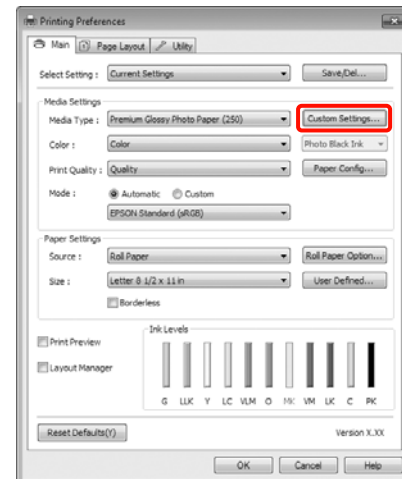 Printing Preferences
Main Page Layout Utility
Select Setting : Current Settings Save/Del...
Media Settings
Media Type : Premium Glossy Photo Paper (250) Custom Settings...
Color : Color Photo Black Ink
Print Quality : Quality Paper Config...
Mode : Automatic Custom
EPSON Standard (sRGB)
Paper Settings
Source : Roll Paper Roll Paper Option...
Size : Letter 8 1/2 x 11 in User Defined...
Borderless
Ink Levels
Print Preview
Layout Manager
G LLK Y LC VLM O MK VM LK C PK
Reset Defaults(Y) Version X.XX
OK Cancel Help